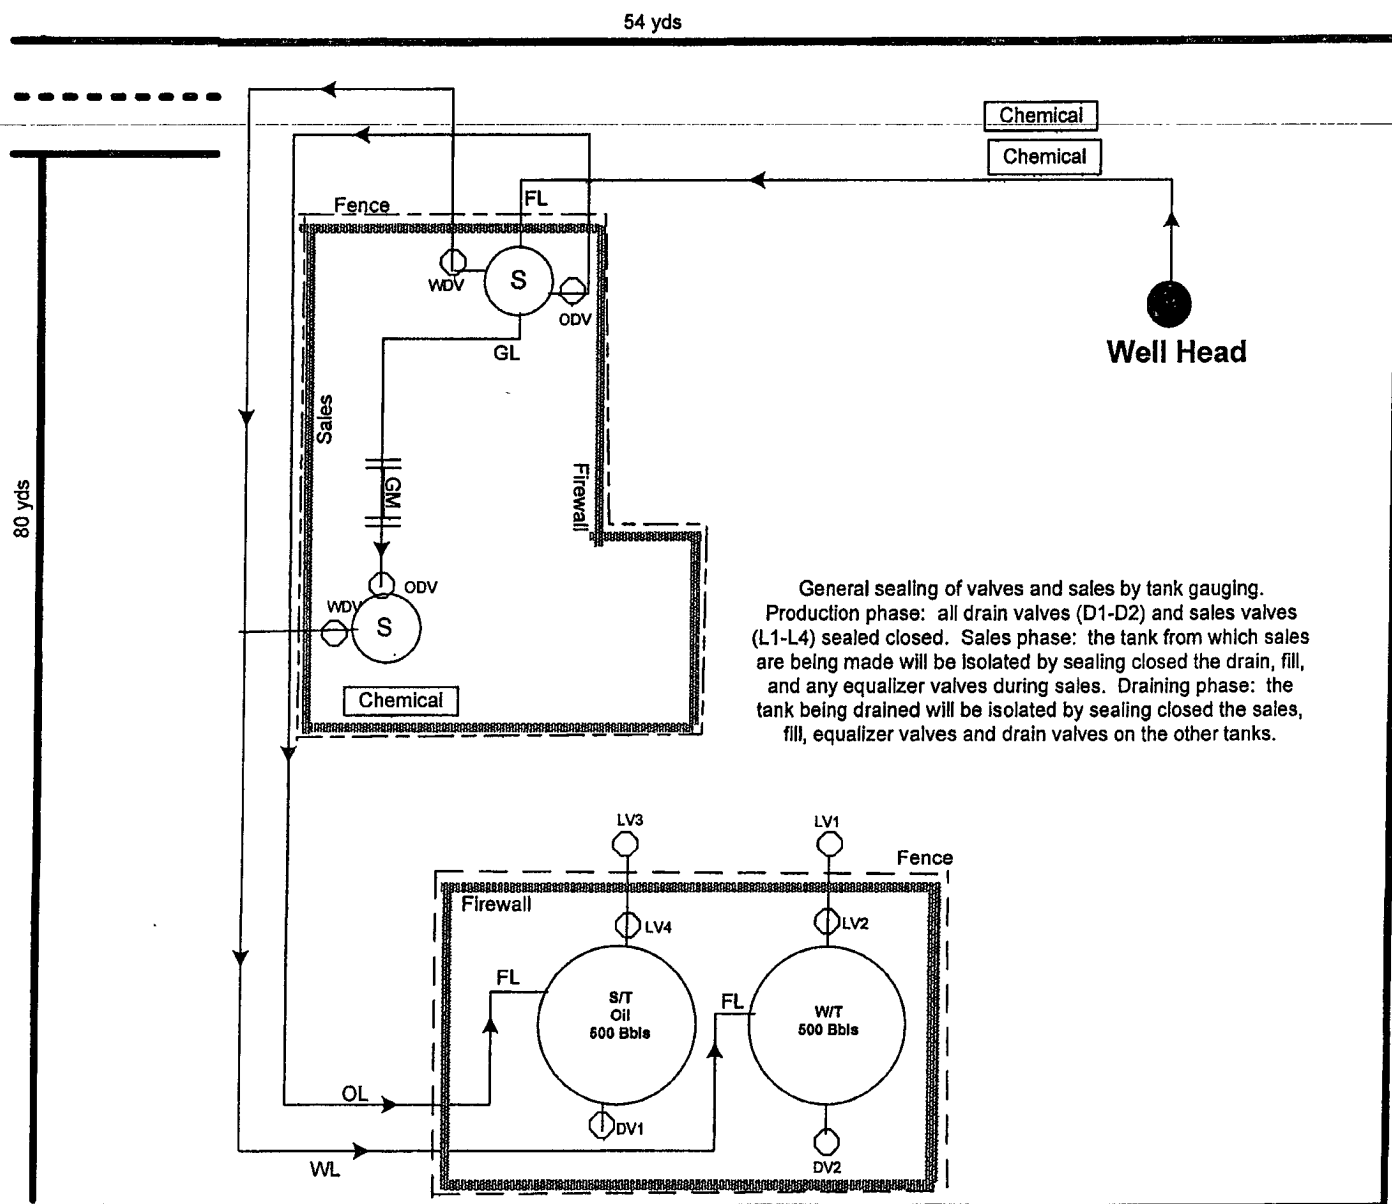 54 yds
Chemical
Chemical
FL
Fence
WDV
S
ODV
Well Head
GL
Sales
Firewall
GM
80 yds
ODV
WDV
S
Chemical
General sealing of valves and sales by tank gauging.
Production phase: all drain valves (D1-D2) and sales valves
(L1-L4) sealed closed. Sales phase: the tank from which sales
are being made will be isolated by sealing closed the drain, fill,
and any equalizer valves during sales. Draining phase: the
tank being drained will be isolated by sealing closed the sales,
fill, equalizer valves and drain valves on the other tanks.
LV3
LV1
Fence
Firewall
LV4
LV2
FL
S/T
Oil
500 Bbls
FL
W/T
500 Bbls
OL
DV1
WL
DV2